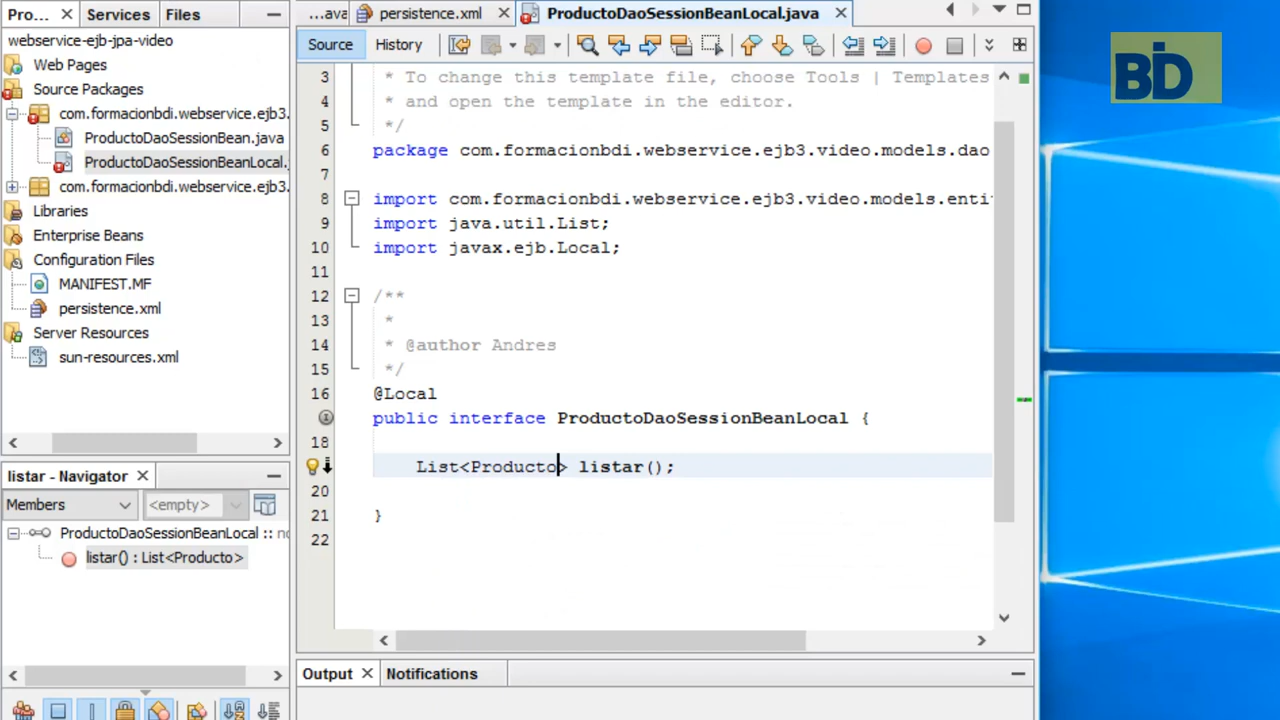 Pro...
Services
Files
webservice-ejb-jpa-video
Web Pages
Source Packages
com.formacionbdi.webservice.ejb3.
ProductoDaoSessionBean.java
ProductoDaoSessionBeanLocal.
com.formacionbdi.webservice.ejb3.
Libraries
Enterprise Beans
Configuration Files
MANIFEST.MF
persistence.xml
Server Resources
sun-resources.xml
listar - Navigator
Members
<empty>
ProductoDaoSessionBeanLocal ::
listar() : List<Producto>
...ava
persistence.xml
ProductoDaoSessionBeanLocal.java
Source
History
3 * To change this template file, choose Tools | Templates
4 * and open the template in the editor.
5 */
6 package com.formacionbdi.webservice.ejb3.video.models.dao
7
8 import com.formacionbdi.webservice.ejb3.video.models.enti
9 import java.util.List;
10 import javax.ejb.Local;
11
12 /**
13 *
14 * @author Andres
15 */
16 @Local
public interface ProductoDaoSessionBeanLocal {
18
List<Producto> listar();
20
21 }
22
Output
Notifications
BDI